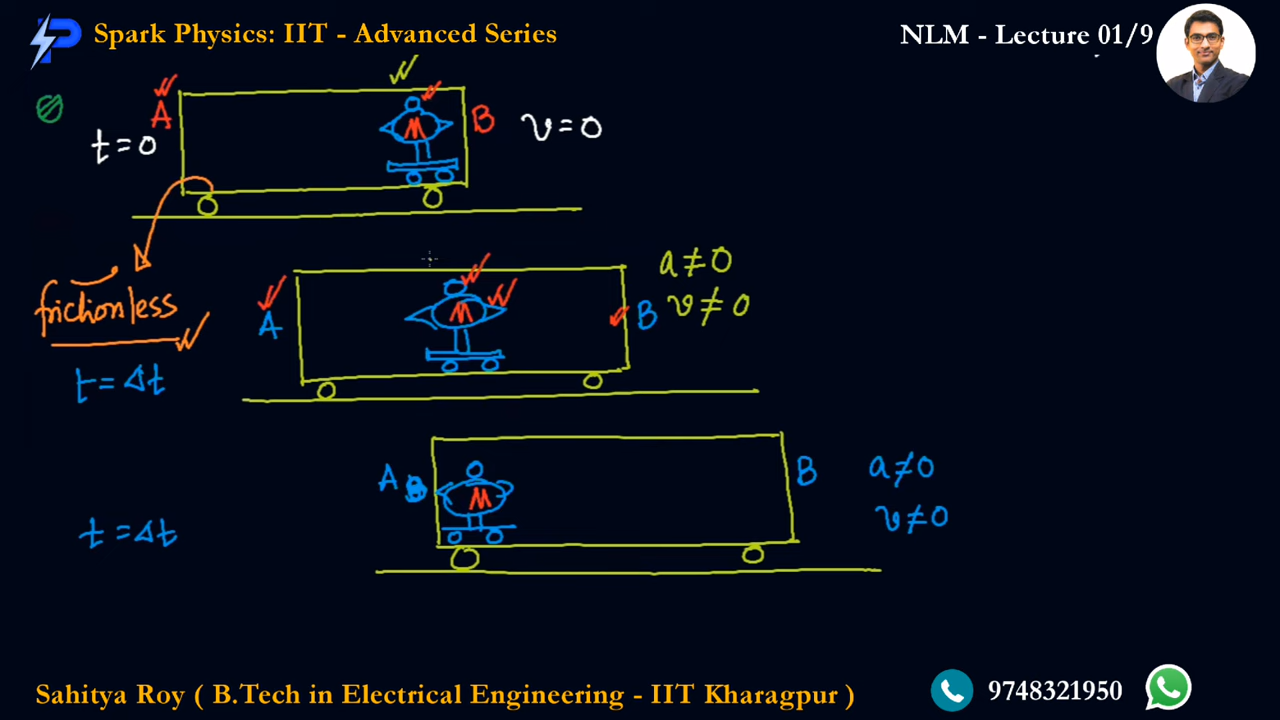 Spark Physics: IIT - Advanced Series
NLM - Lecture 01/9
A
M
B
v = 0
t = 0
frictionless
A
M
B
a ≠ 0
v ≠ 0
t = Δt
A
M
B
a ≠ 0
v ≠ 0
t = Δt
Sahitya Roy ( B.Tech in Electrical Engineering - IIT Kharagpur )
9748321950